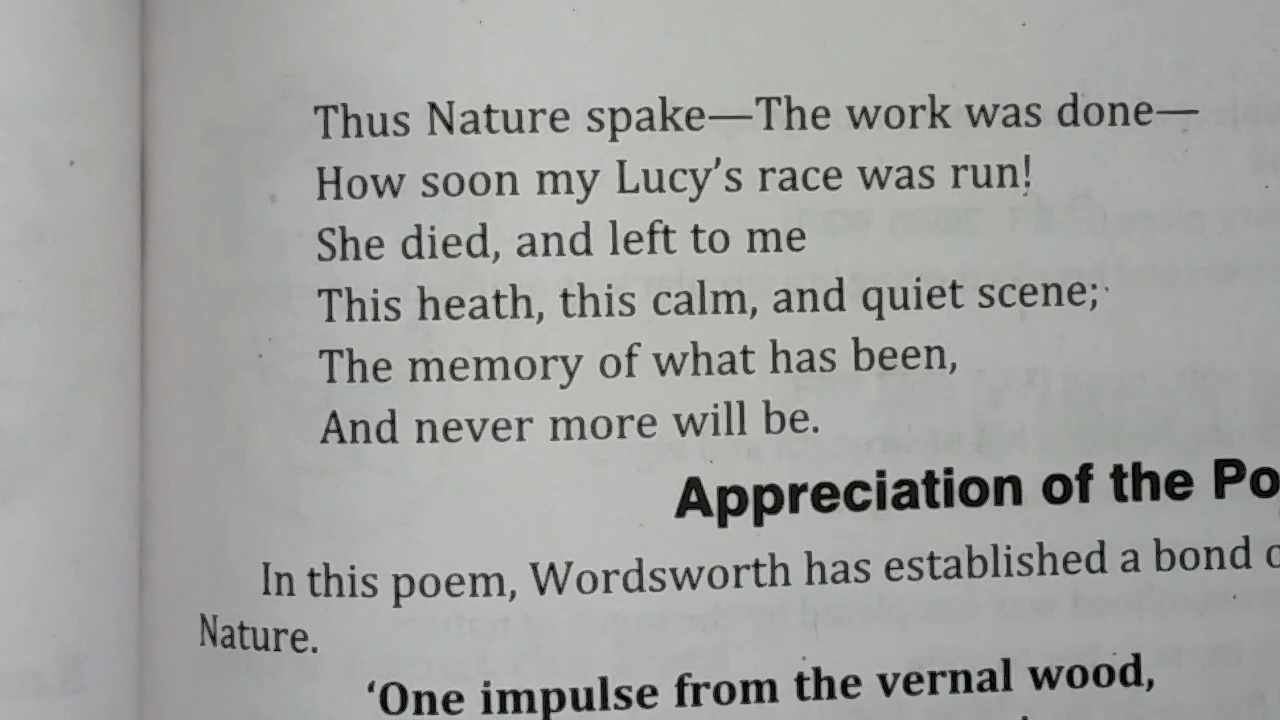 Thus Nature spake—The work was done—
How soon my Lucy's race was run!
She died, and left to me
This heath, this calm, and quiet scene;
The memory of what has been,
And never more will be.
Appreciation of the
In this poem, Wordsworth has established a bond
Nature.
‘One impulse from the vernal wood,